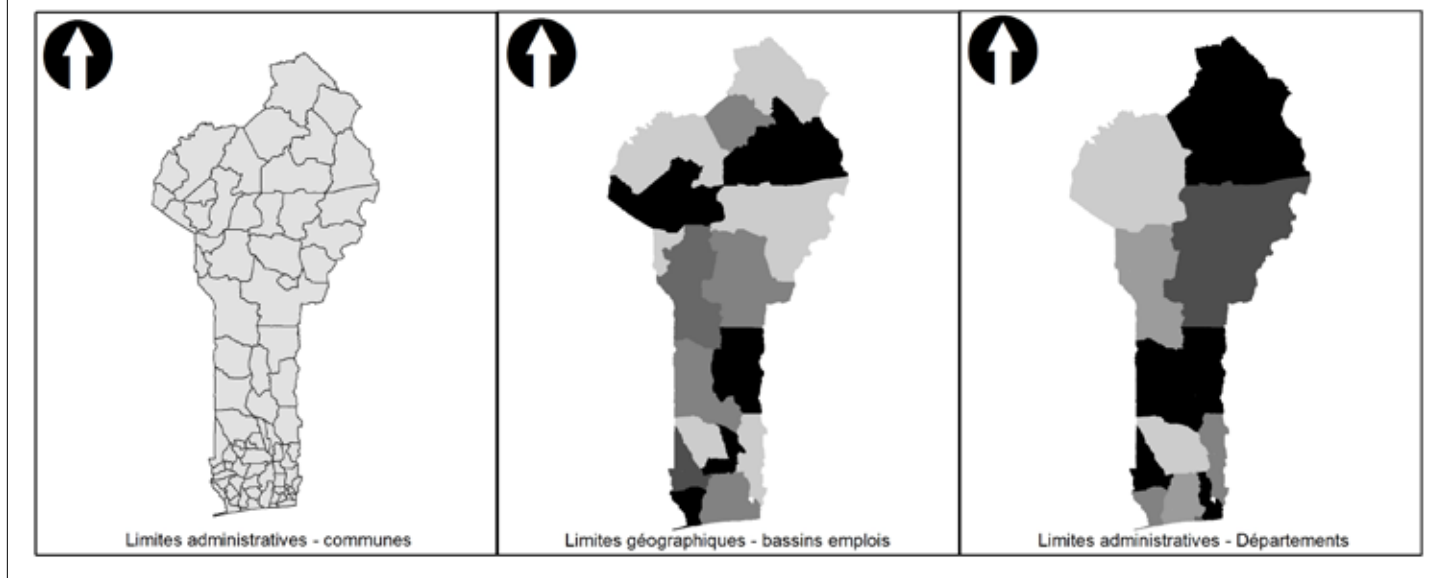 Limites administratives - communes
Limites géographiques - bassins emplois
Limites administratives - Départements